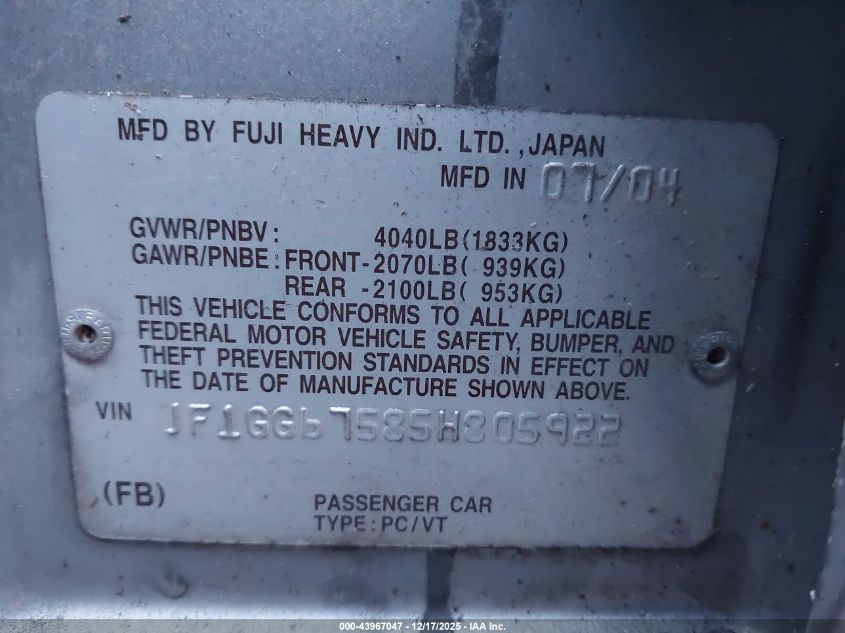 MFD BY FUJI HEAVY IND. LTD.,JAPAN
MFD IN 07/04
GVWR/PNBV: 4040LB(1833KG)
GAWR/PNBE:FRONT-2070LB( 939KG)
REAR -2100LB( 953KG)
THIS VEHICLE CONFORMS TO ALL APPLICABLE
FEDERAL MOTOR VEHICLE SAFETY, BUMPER, AND
THEFT PREVENTION STANDARDS IN EFFECT ON
THE DATE OF MANUFACTURE SHOWN ABOVE.
VIN JF1GG67585H805922
(FB)
PASSENGER CAR
TYPE:PC/VT
000-43967047 - 12/17/2025 - IAA Inc.